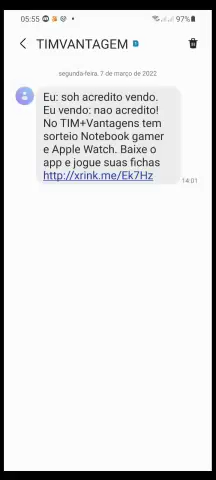 05:55 97%
TIMVANTAGEM
segunda-feira, 7 de março de 2022
Eu: soh acredito vendo.
Eu vendo: nao acredito!
No TIM+Vantagens tem
sorteio Notebook gamer
e Apple Watch. Baixe o
app e jogue suas fichas
http://xrink.me/Ek7Hz
14:01